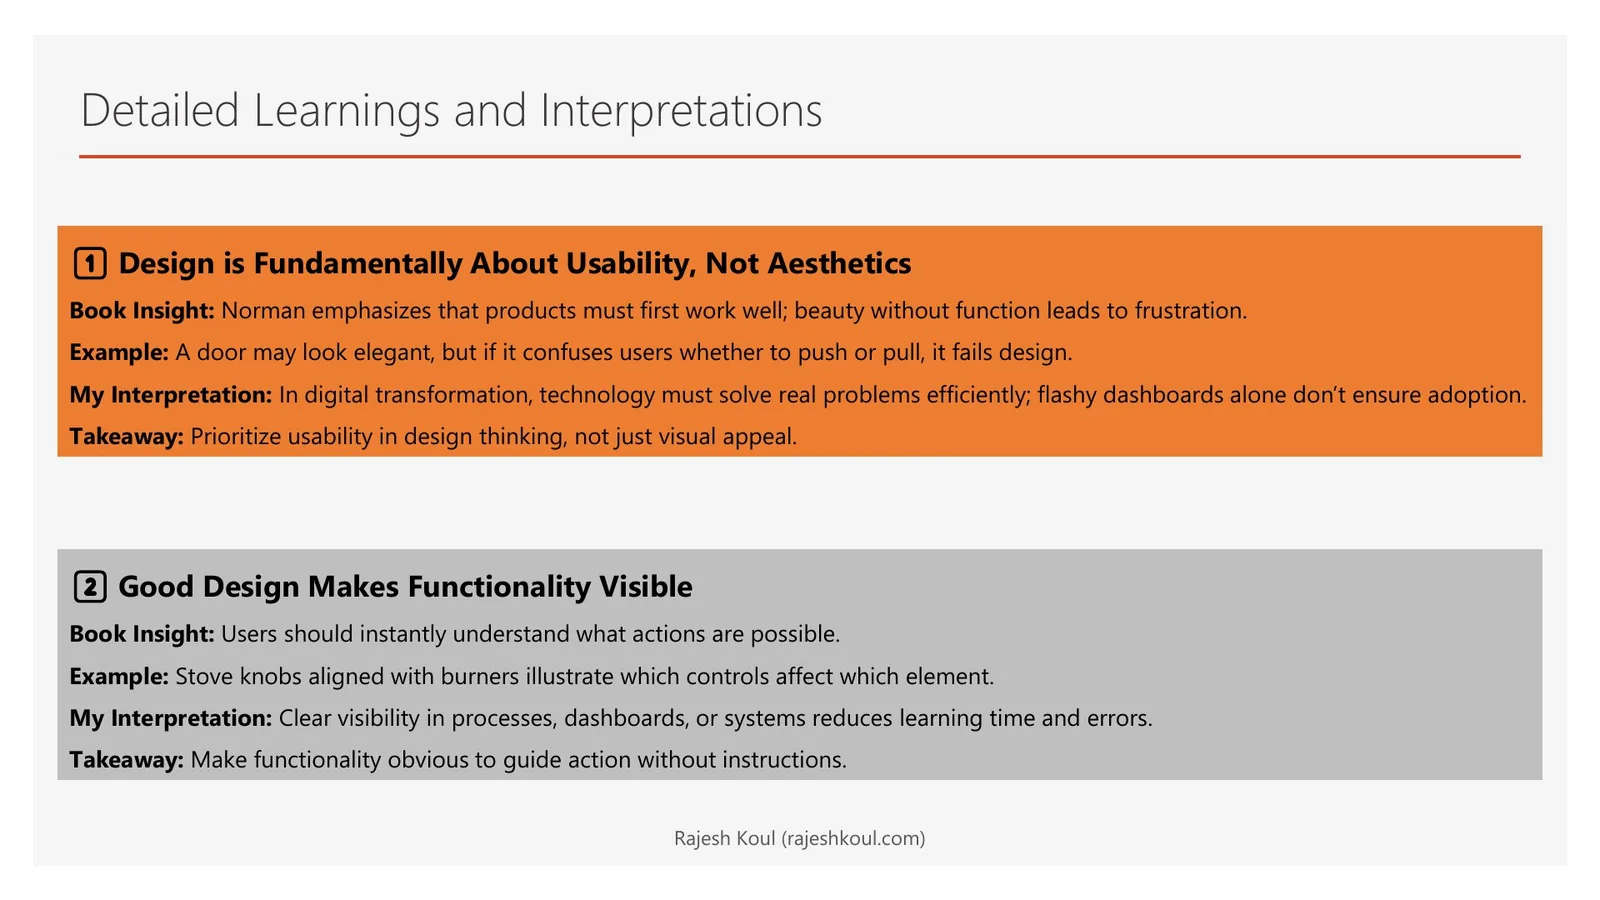 Detailed Learnings and Interpretations
1 Design is Fundamentally About Usability, Not Aesthetics
Book Insight: Norman emphasizes that products must first work well; beauty without function leads to frustration.
Example: A door may look elegant, but if it confuses users whether to push or pull, it fails design.
My Interpretation: In digital transformation, technology must solve real problems efficiently; flashy dashboards alone don’t ensure adoption.
Takeaway: Prioritize usability in design thinking, not just visual appeal.
2 Good Design Makes Functionality Visible
Book Insight: Users should instantly understand what actions are possible.
Example: Stove knobs aligned with burners illustrate which controls affect which element.
My Interpretation: Clear visibility in processes, dashboards, or systems reduces learning time and errors.
Takeaway: Make functionality obvious to guide action without instructions.
Rajesh Koul (rajeshkoul.com)